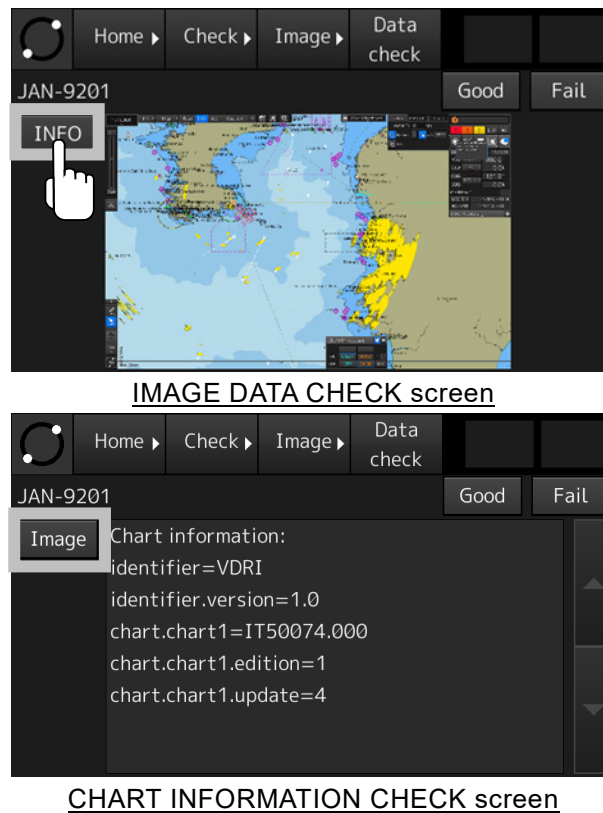 Home Check Image Data check
JAN-9201 Good Fail
INFO
IMAGE DATA CHECK screen
Home Check Image Data check
JAN-9201 Good Fail
Image
Chart information:
identifier=VDRI
identifier.version=1.0
chart.chart1=IT50074.000
chart.chart1.edition=1
chart.chart1.update=4
CHART INFORMATION CHECK screen